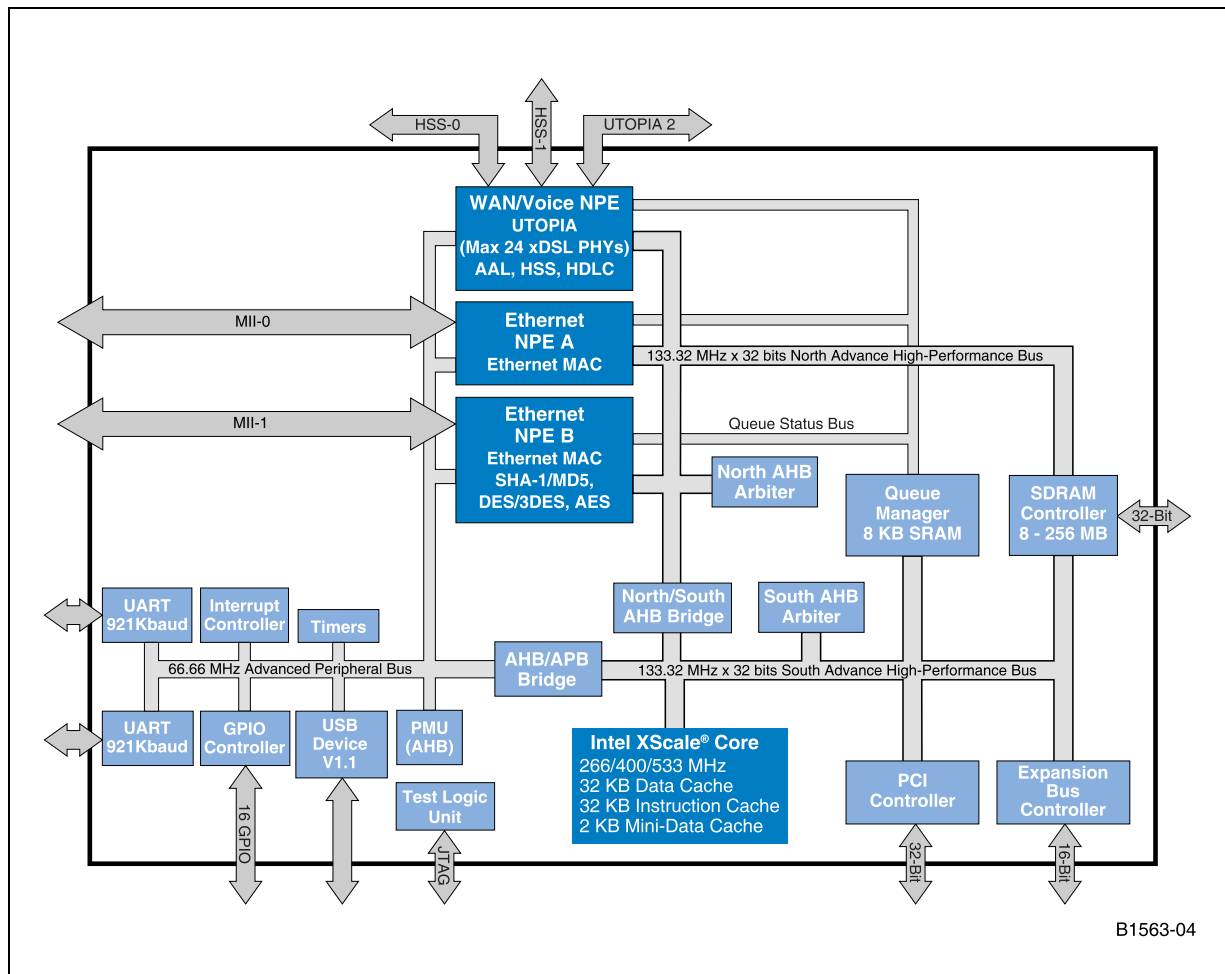 HSS-0
HSS-1
UTOPIA 2
WAN/Voice NPE
UTOPIA
(Max 24 xDSL PHYs)
AAL, HSS, HDLC
MII-0
Ethernet
NPE A
Ethernet MAC
133.32 MHz x 32 bits North Advance High-Performance Bus
MII-1
Ethernet
NPE B
Ethernet MAC
SHA-1/MD5,
DES/3DES, AES
Queue Status Bus
North AHB
Arbiter
Queue
Manager
8 KB SRAM
SDRAM
Controller
8 - 256 MB
32-Bit
UART
921Kbaud
Interrupt
Controller
Timers
North/South
AHB Bridge
South AHB
Arbiter
66.66 MHz Advanced Peripheral Bus
AHB/APB
Bridge
133.32 MHz x 32 bits South Advance High-Performance Bus
UART
921Kbaud
GPIO
Controller
USB
Device
V1.1
PMU
(AHB)
Test Logic
Unit
Intel XScale® Core
266/400/533 MHz
32 KB Data Cache
32 KB Instruction Cache
2 KB Mini-Data Cache
PCI
Controller
Expansion
Bus
Controller
16 GPIO
JTAG
32-Bit
16-Bit
B1563-04